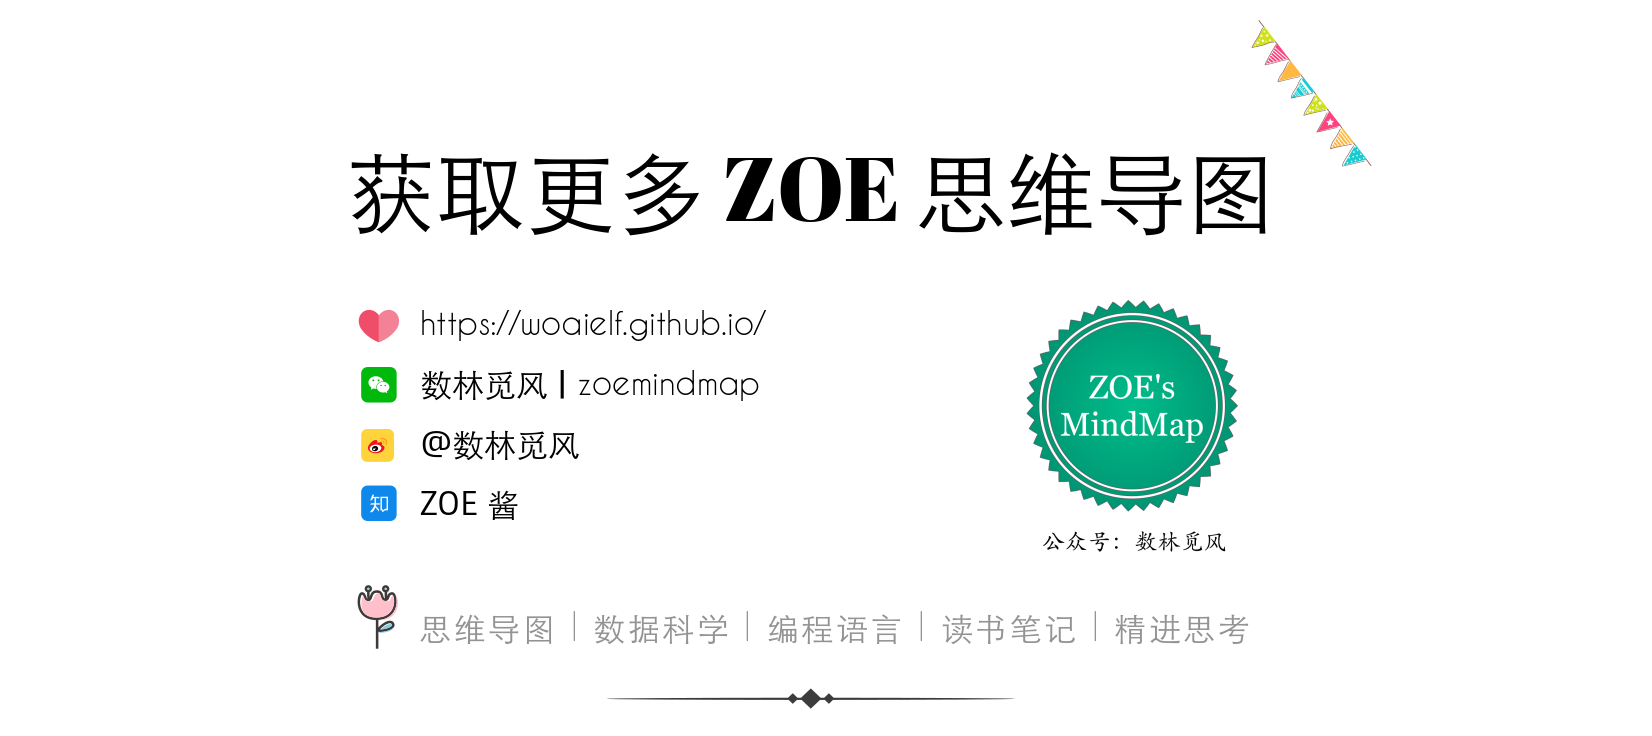 获取更多 ZOE 思维导图
https://woaielf.github.io/
数林觅风 | zoemindmap
@数林觅风
知
ZOE 酱
ZOE's
MindMap
公众号：数林觅风
思维导图 | 数据科学 | 编程语言 | 读书笔记 | 精进思考